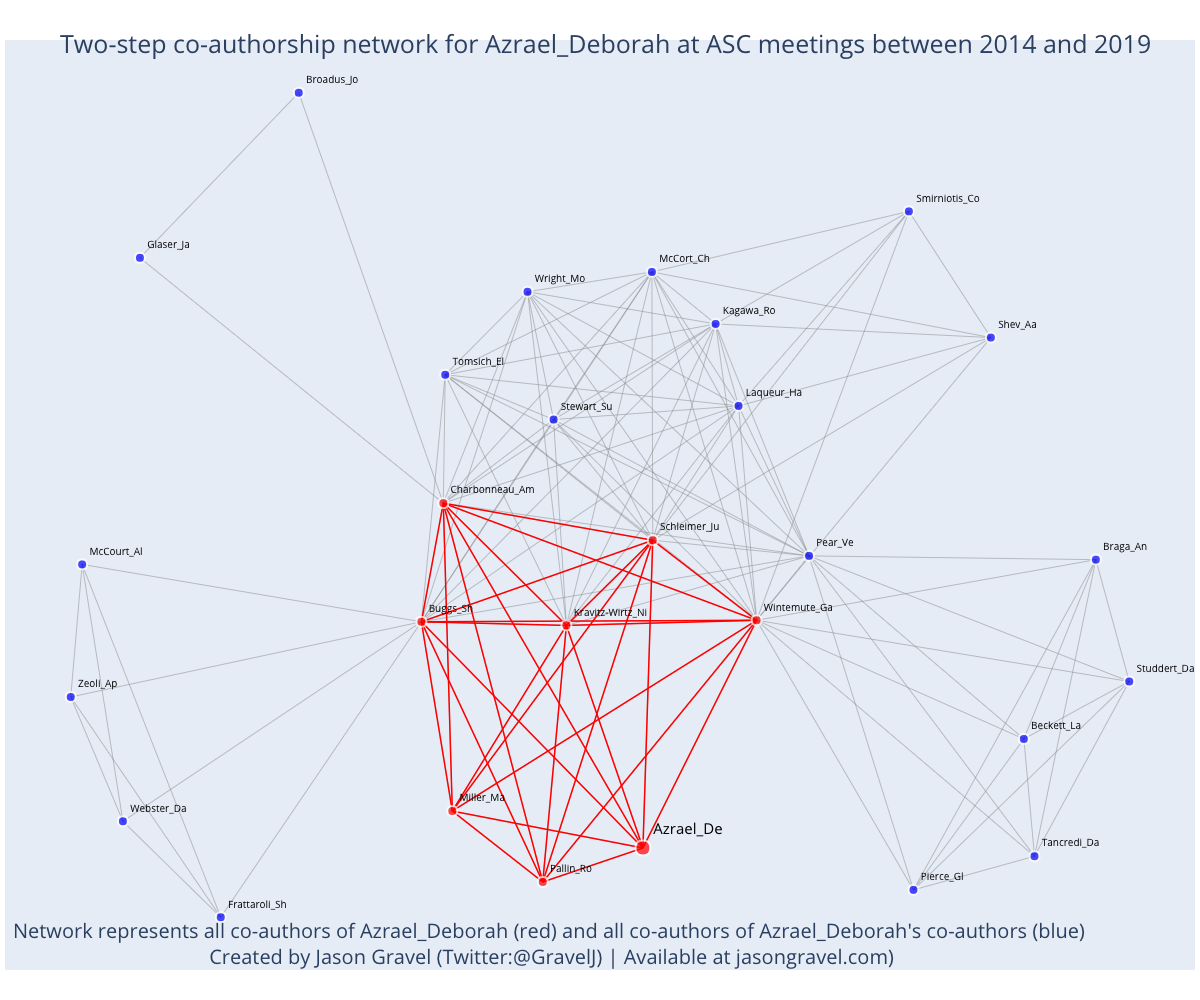 Two-step co-authorship network for Azrael_Deborah at ASC meetings between 2014 and 2019
Broadus_Jo
Smirniotis_Co
Glaser_Ja
McCort_Ch
Wright_Mo
Kagawa_Ro
Shev_Aa
Tomsich_El
Laqueur_Ha
Stewart_Su
Charbonneau_Am
Schleimer_Ju
Pear_Ve
Braga_An
McCourt_Al
Buggs_Sh
Kravitz-Wirtz_Ni
Wintemute_Ga
Studdert_Da
Zeoli_Ap
Beckett_La
Miller_Ma
Webster_Da
Azrael_De
Tancredi_Da
Pallin_Ro
Pierce_Gl
Frattaroli_Sh
Network represents all co-authors of Azrael_Deborah (red) and all co-authors of Azrael_Deborah's co-authors (blue)
Created by Jason Gravel (Twitter:@GravelJ) | Available at jasongravel.com)